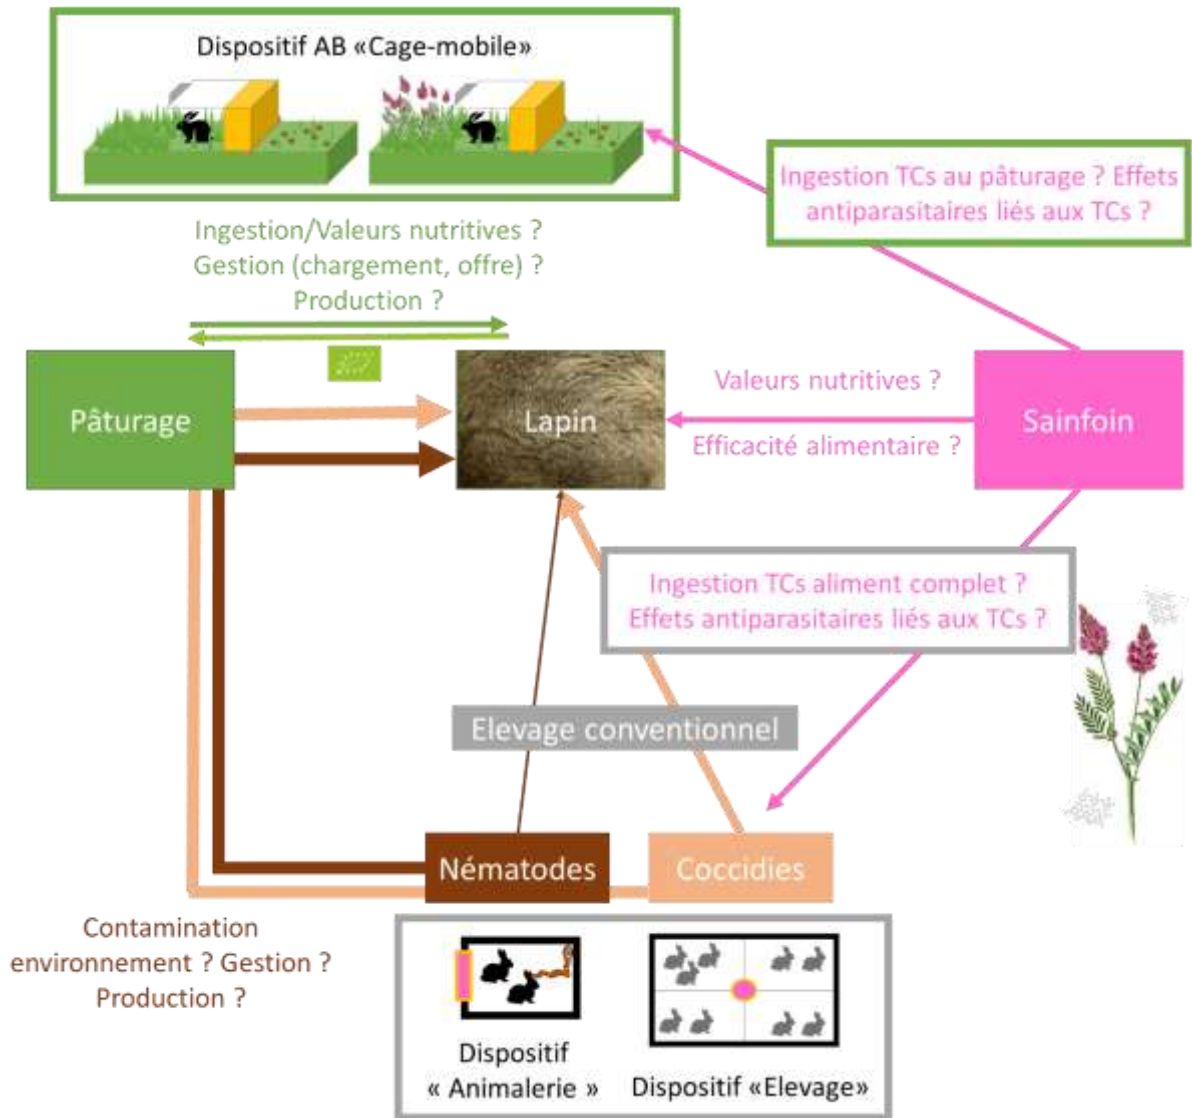 Dispositif AB «Cage-mobile»
Ingestion TCs au pâturage ? Effets
antiparasitaires liés aux TCs ?
Ingestion/Valeurs nutritives ?
Gestion (chargement, offre) ?
Production ?
Pâturage
Lapin
Valeurs nutritives ?
Efficacité alimentaire ?
Sainfoin
Ingestion TCs aliment complet ?
Effets antiparasitaires liés aux TCs ?
Elevage conventionnel
Nématodes
Coccidies
Contamination
environnement ? Gestion ?
Production ?
Dispositif
« Animalerie »
Dispositif «Elevage»